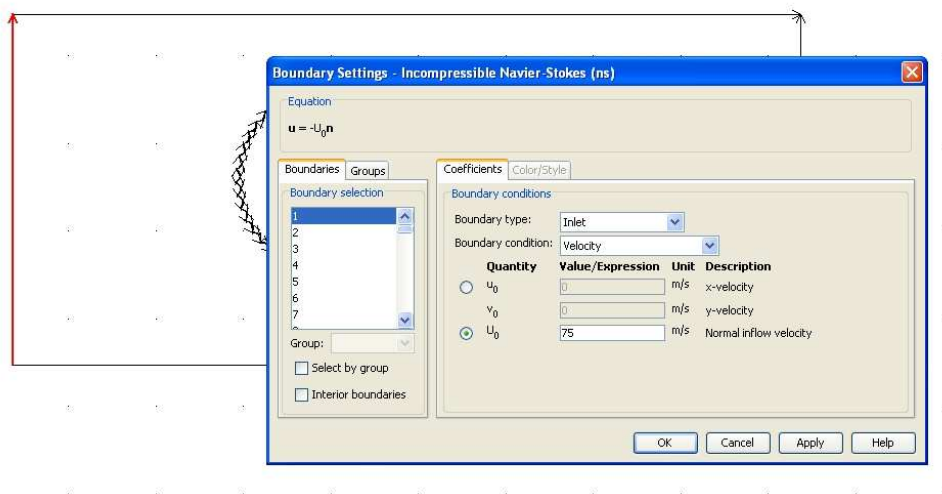 Boundary Settings - Incompressible Navier-Stokes (ns)
Equation
u = -U₀n
Boundaries Groups
Coefficients Color/Style
Boundary selection
1
2
3
4
5
6
7
Group:
Select by group
Interior boundaries
Boundary conditions
Boundary type: Inlet
Boundary condition: Velocity
Quantity Value/Expression Unit Description
u₀ 0 m/s x-velocity
v₀ 0 m/s y-velocity
U₀ 75 m/s Normal inflow velocity
OK Cancel Apply Help